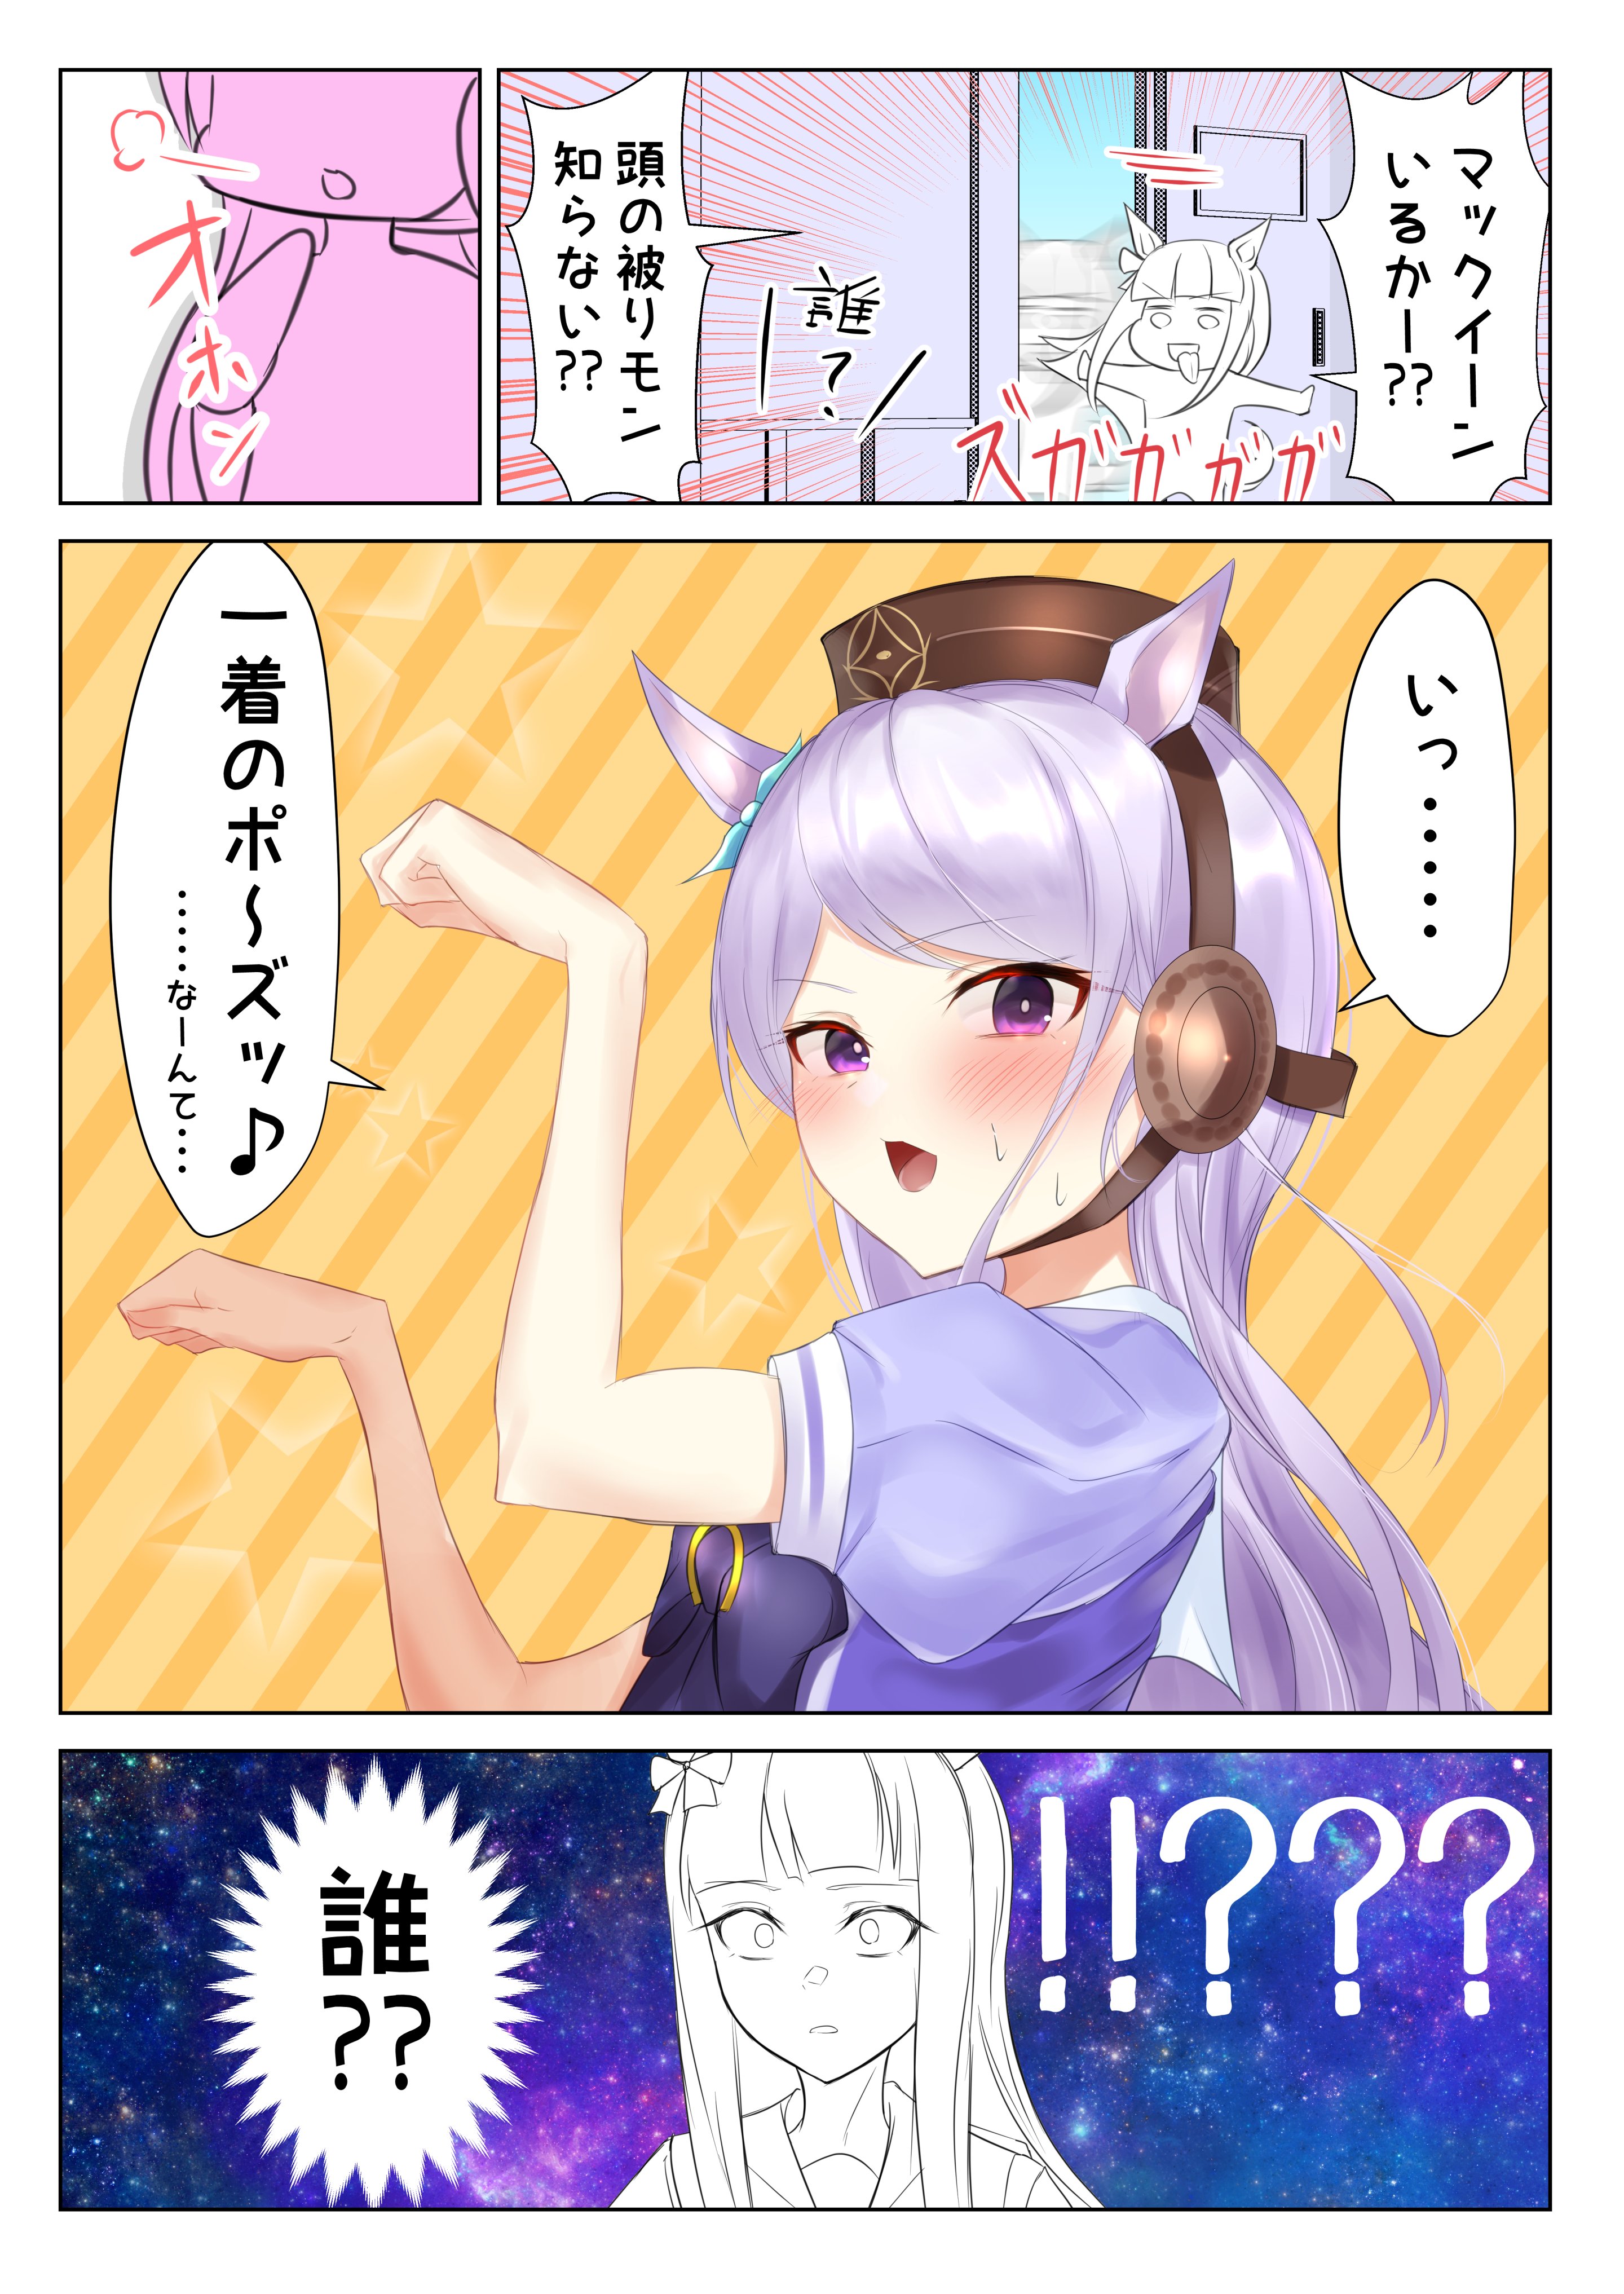 マックイーン
いるかー??
ズガガガガ
誰?
頭の被りモン
知らない??
オホン
いっ……
一着のポ～ズッ♪
……なーんて……
!!???
誰??